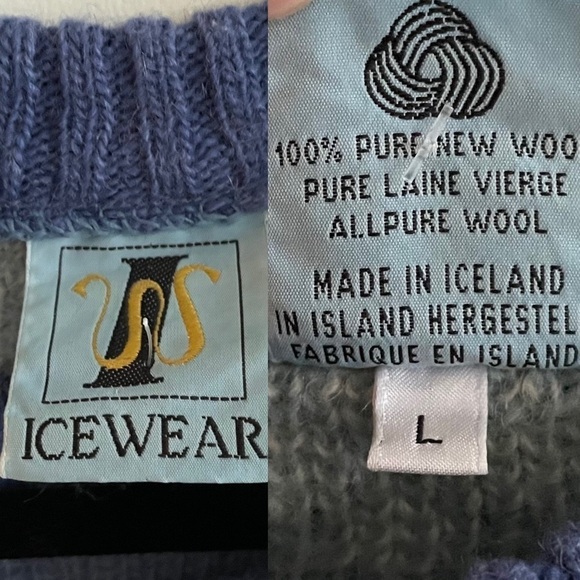 ICEWEAR
100% PURE NEW WOO
PURE LAINE VIERGE
ALLPURE WOOL
MADE IN ICELAND
IN ISLAND HERGESTEL
FABRIQUE EN ISLAND
L